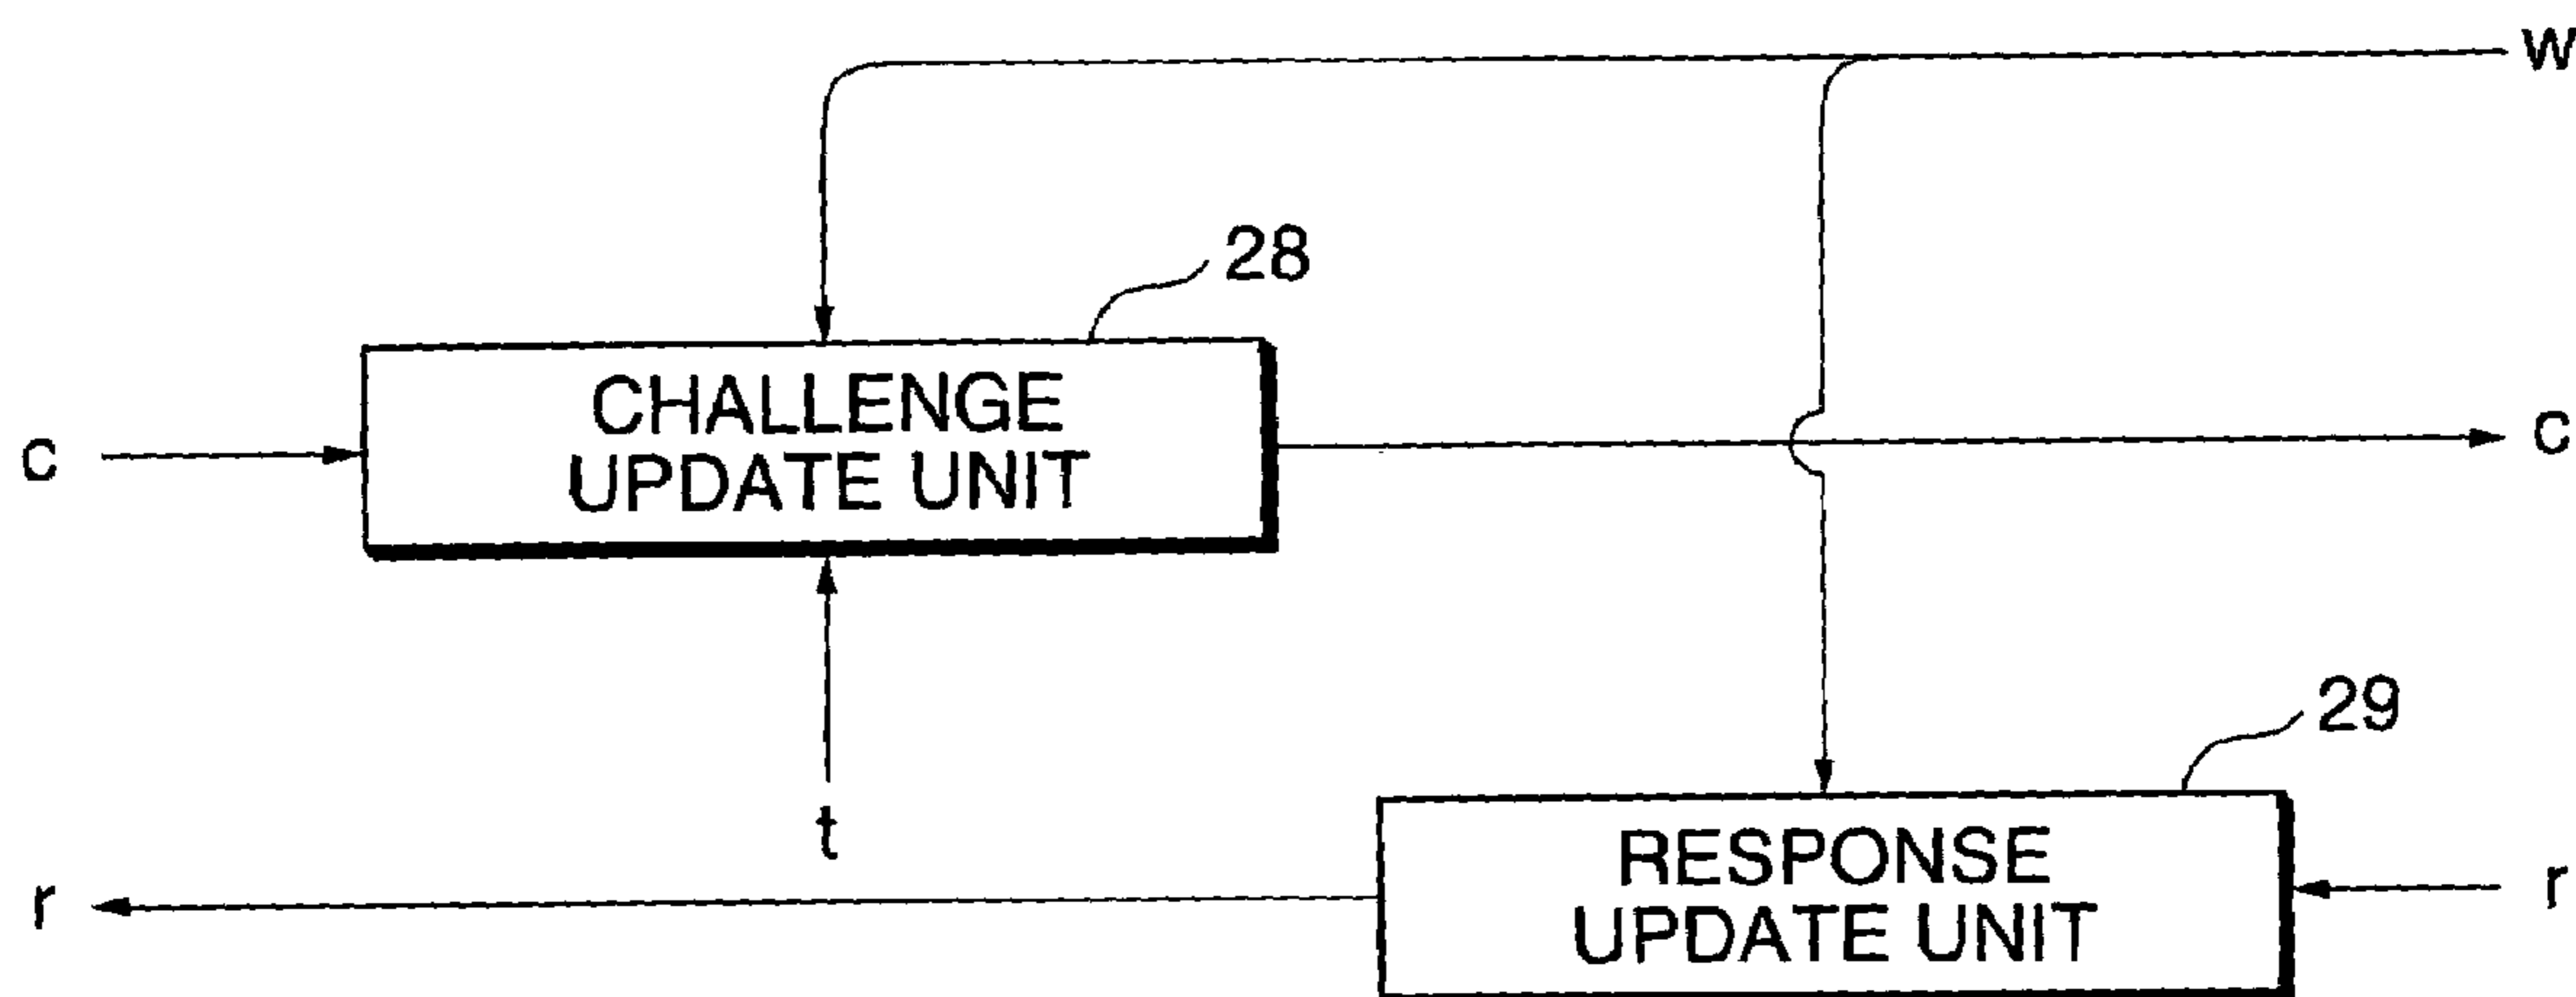 w
28
CHALLENGE
UPDATE UNIT
c
c
29
t
RESPONSE
UPDATE UNIT
r
r